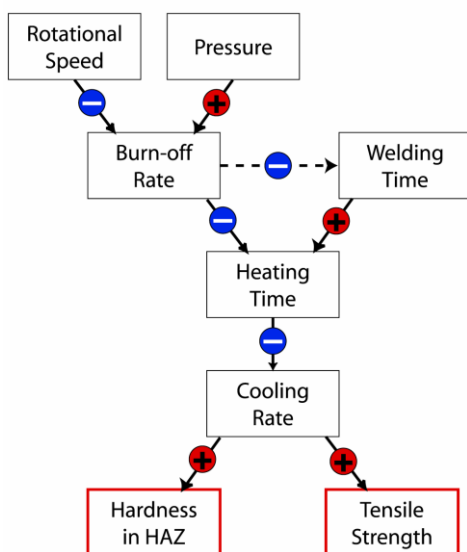 Rotational
Speed
Pressure
−
+
Burn-off
Rate
−
Welding
Time
−
+
Heating
Time
−
Cooling
Rate
+
+
Hardness
in HAZ
Tensile
Strength